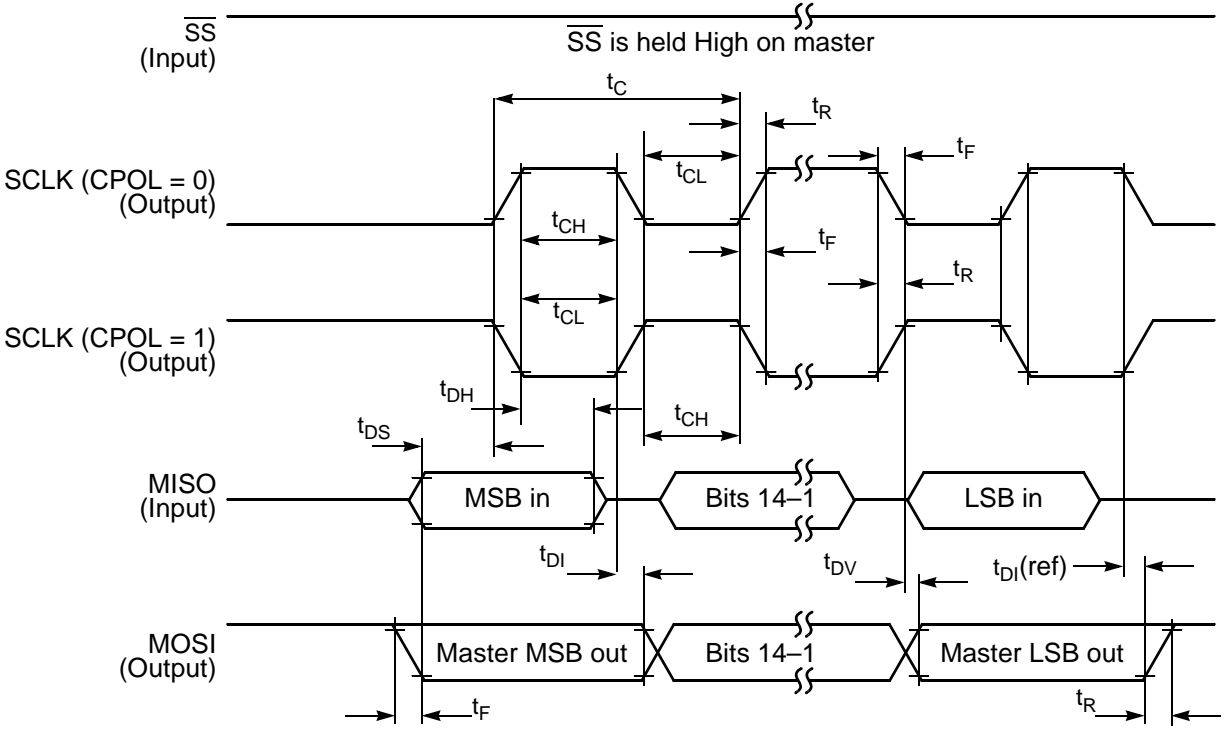 SS
(Input)
SS is held High on master
tC
tR
tF
SCLK (CPOL = 0)
(Output)
tCL
tCH
tF
tR
tCL
SCLK (CPOL = 1)
(Output)
tDH
tCH
tDS
MISO
(Input)
MSB in
Bits 14–1
LSB in
tDI
tDV
tDI(ref)
MOSI
(Output)
Master MSB out
Bits 14–1
Master LSB out
tF
tR